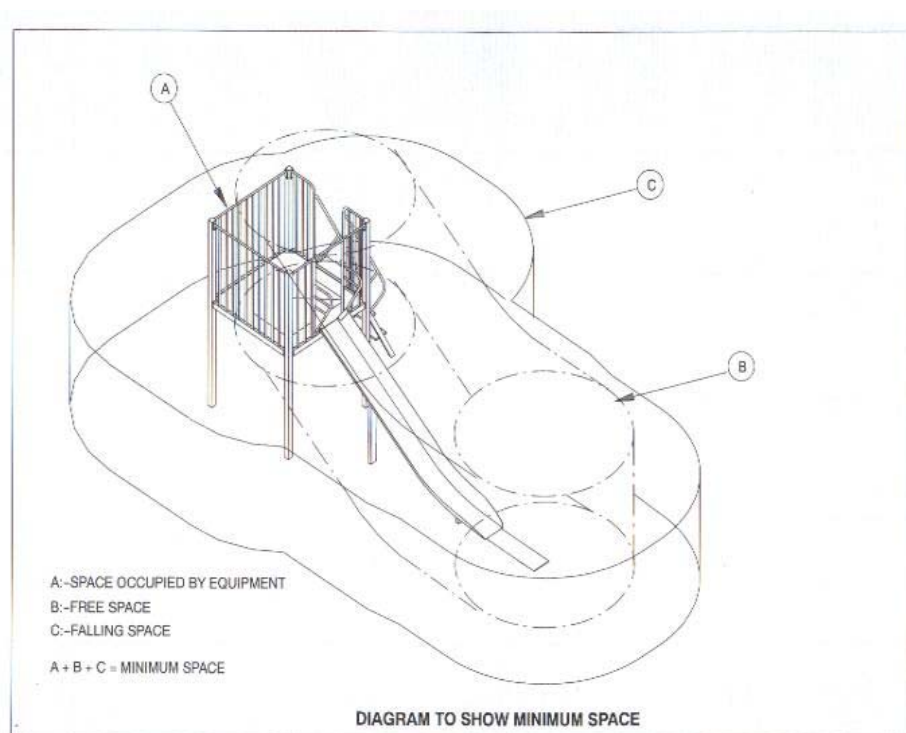 A
C
B
A:-SPACE OCCUPIED BY EQUIPMENT
B:-FREE SPACE
C:-FALLING SPACE
A + B + C = MINIMUM SPACE
DIAGRAM TO SHOW MINIMUM SPACE